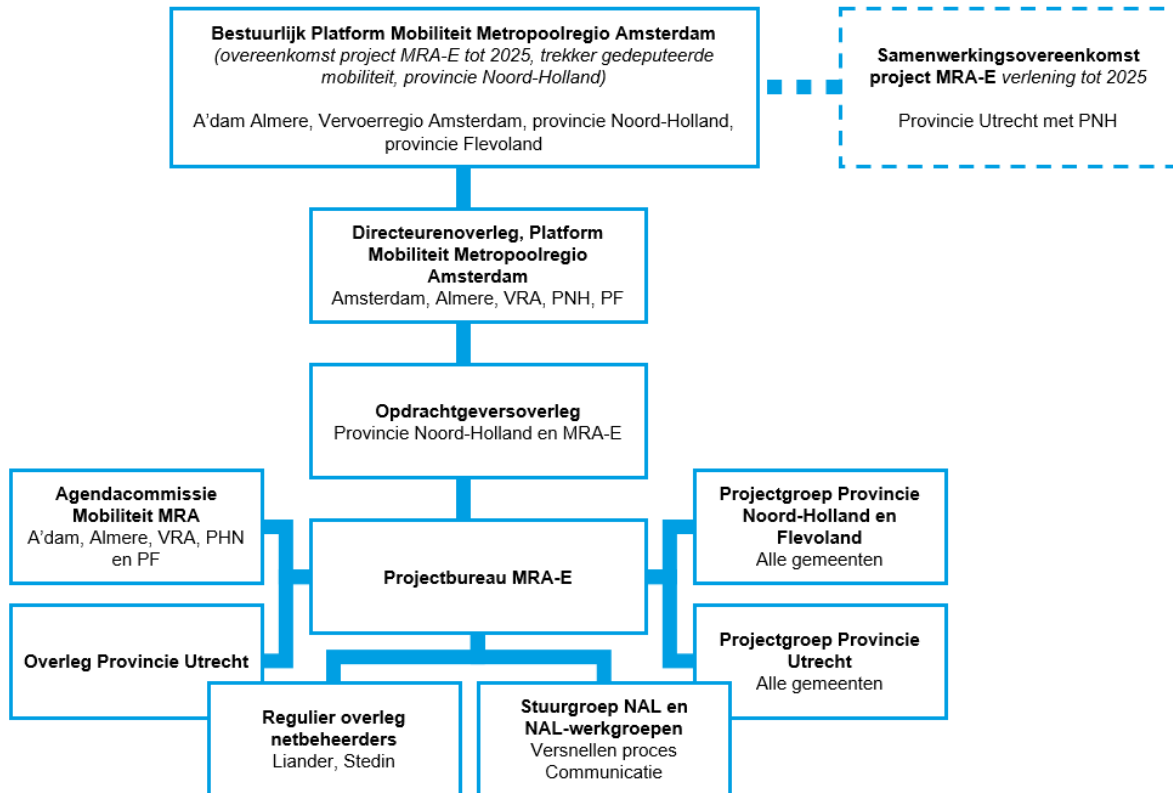 Bestuurlijk Platform Mobiliteit Metropoolregio Amsterdam
(overeenkomst project MRA-E tot 2025, trekker gedeputeerde
mobiliteit, provincie Noord-Holland)
A'dam Almere, Vervoerregio Amsterdam, provincie Noord-Holland,
provincie Flevoland
Samenwerkingsovereenkomst
project MRA-E verlening tot 2025
Provincie Utrecht met PNH
Directeurenoverleg, Platform
Mobiliteit Metropoolregio
Amsterdam
Amsterdam, Almere, VRA, PNH, PF
Opdrachtgeversoverleg
Provincie Noord-Holland en MRA-E
Agendacommissie
Mobiliteit MRA
A'dam, Almere, VRA, PHN
en PF
Projectbureau MRA-E
Projectgroep Provincie
Noord-Holland en
Flevoland
Alle gemeenten
Overleg Provincie Utrecht
Projectgroep Provincie
Utrecht
Alle gemeenten
Regulier overleg
netbeheerders
Liander, Stedin
Stuurgroep NAL en
NAL-werkgroepen
Versnellen proces
Communicatie